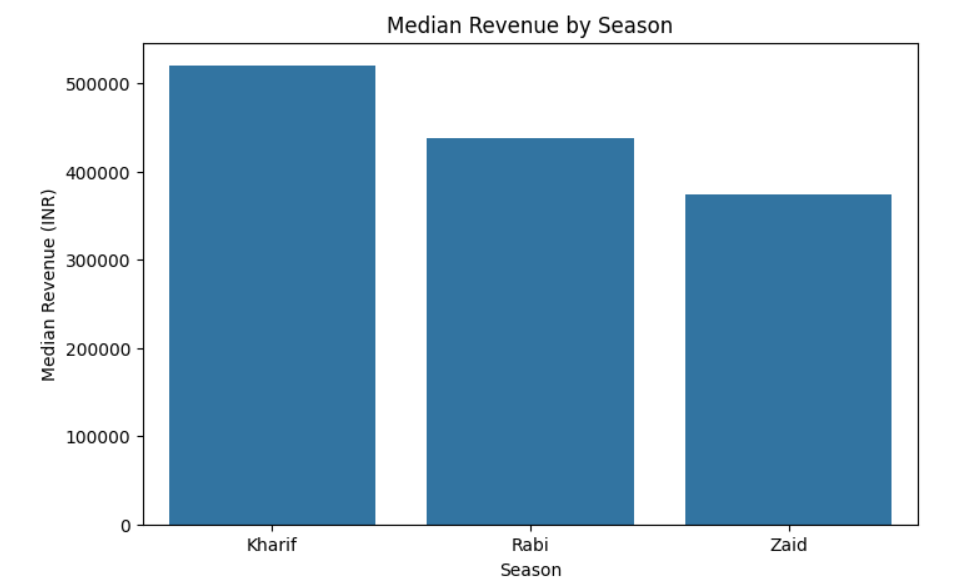 Median Revenue by Season
Median Revenue (INR)
500000
400000
300000
200000
100000
0
Kharif Rabi Zaid
Season